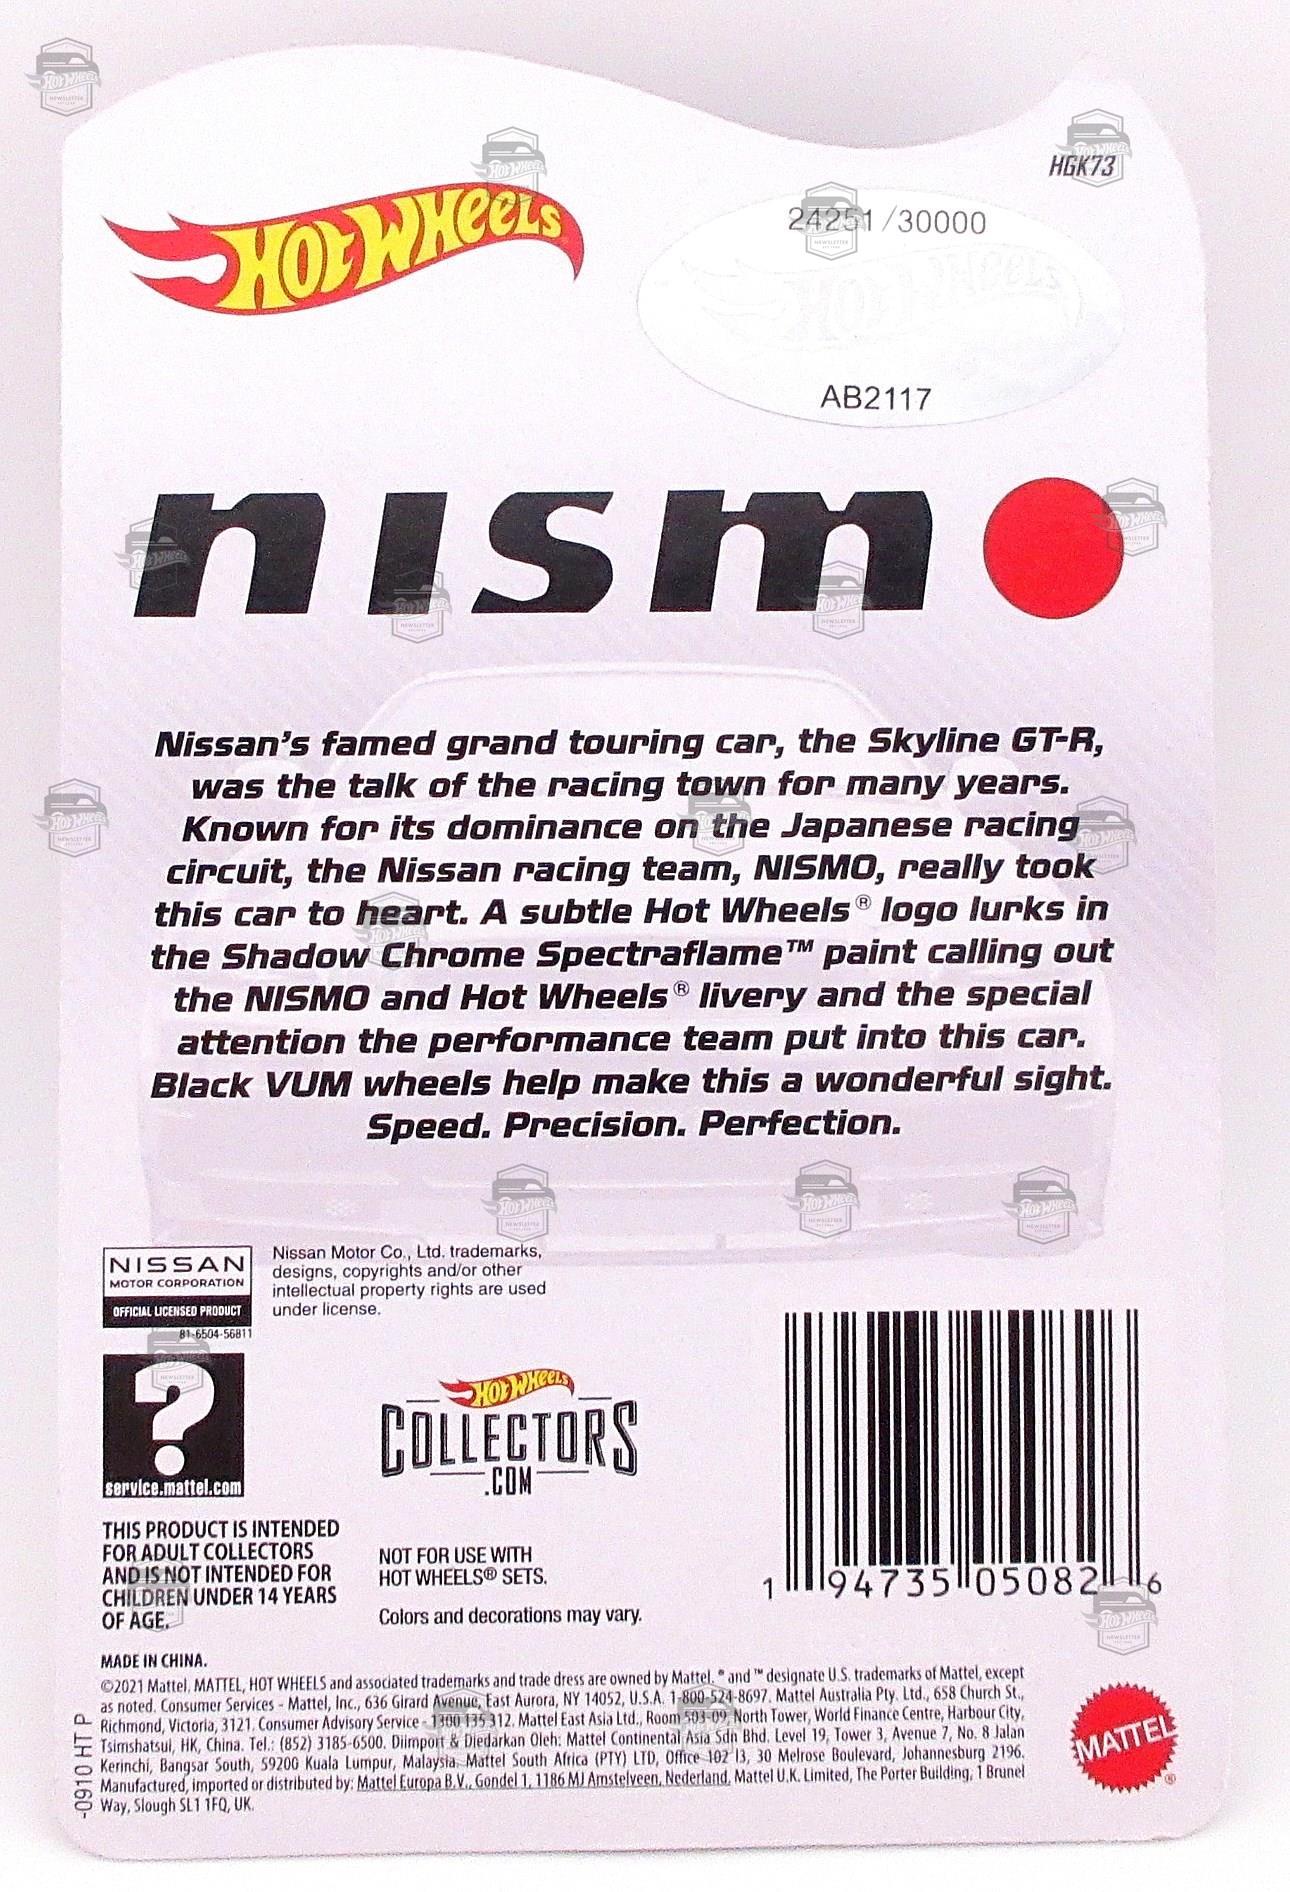 HGK73
HOT WHEELS
24251/30000
AB2117
nism
Nissan's famed grand touring car, the Skyline GT-R,
was the talk of the racing town for many years.
Known for its dominance on the Japanese racing
circuit, the Nissan racing team, NISMO, really took
this car to heart. A subtle Hot Wheels® logo lurks in
the Shadow Chrome Spectraflame™ paint calling out
the NISMO and Hot Wheels® livery and the special
attention the performance team put into this car.
Black VUM wheels help make this a wonderful sight.
Speed. Precision. Perfection.
NISSAN
MOTOR CORPORATION
OFFICIAL LICENSED PRODUCT
81-6504-56811
Nissan Motor Co., Ltd. trademarks,
designs, copyrights and/or other
intellectual property rights are used
under license.
?
service.mattel.com
HOT WHEELS
COLLECTORS
.COM
THIS PRODUCT IS INTENDED
FOR ADULT COLLECTORS
AND IS NOT INTENDED FOR
CHILDREN UNDER 14 YEARS
OF AGE.
NOT FOR USE WITH
HOT WHEELS® SETS.
Colors and decorations may vary.
1 94735 05082 6
MADE IN CHINA.
©2021 Mattel. MATTEL, HOT WHEELS and associated trademarks and trade dress are owned by Mattel. ® and ™ designate U.S. trademarks of Mattel, except
as noted. Consumer Services - Mattel, Inc., 636 Girard Avenue, East Aurora, NY 14052, U.S.A. 1-800-524-8697. Mattel Australia Pty. Ltd., 658 Church St.,
Richmond, Victoria, 3121. Consumer Advisory Service - 1300 135 312. Mattel East Asia Ltd., Room 503-09, North Tower, World Finance Centre, Harbour City,
Tsimshatsui, HK, China. Tel.: (852) 3185-6500. Diimport & Diedarkan Oleh: Mattel Continental Asia Sdn Bhd. Level 19, Tower 3, Avenue 7, No. 8 Jalan
Kerinchi, Bangsar South, 59200 Kuala Lumpur, Malaysia. Mattel South Africa (PTY) LTD, Office 102 I3, 30 Melrose Boulevard, Johannesburg 2196.
Manufactured, imported or distributed by: Mattel Europa B.V., Gondel 1, 1186 MJ Amstelveen, Nederland. Mattel U.K. Limited, The Porter Building, 1 Brunel
Way, Slough SL1 1FQ, UK.
-0910 HT P
MATTEL®